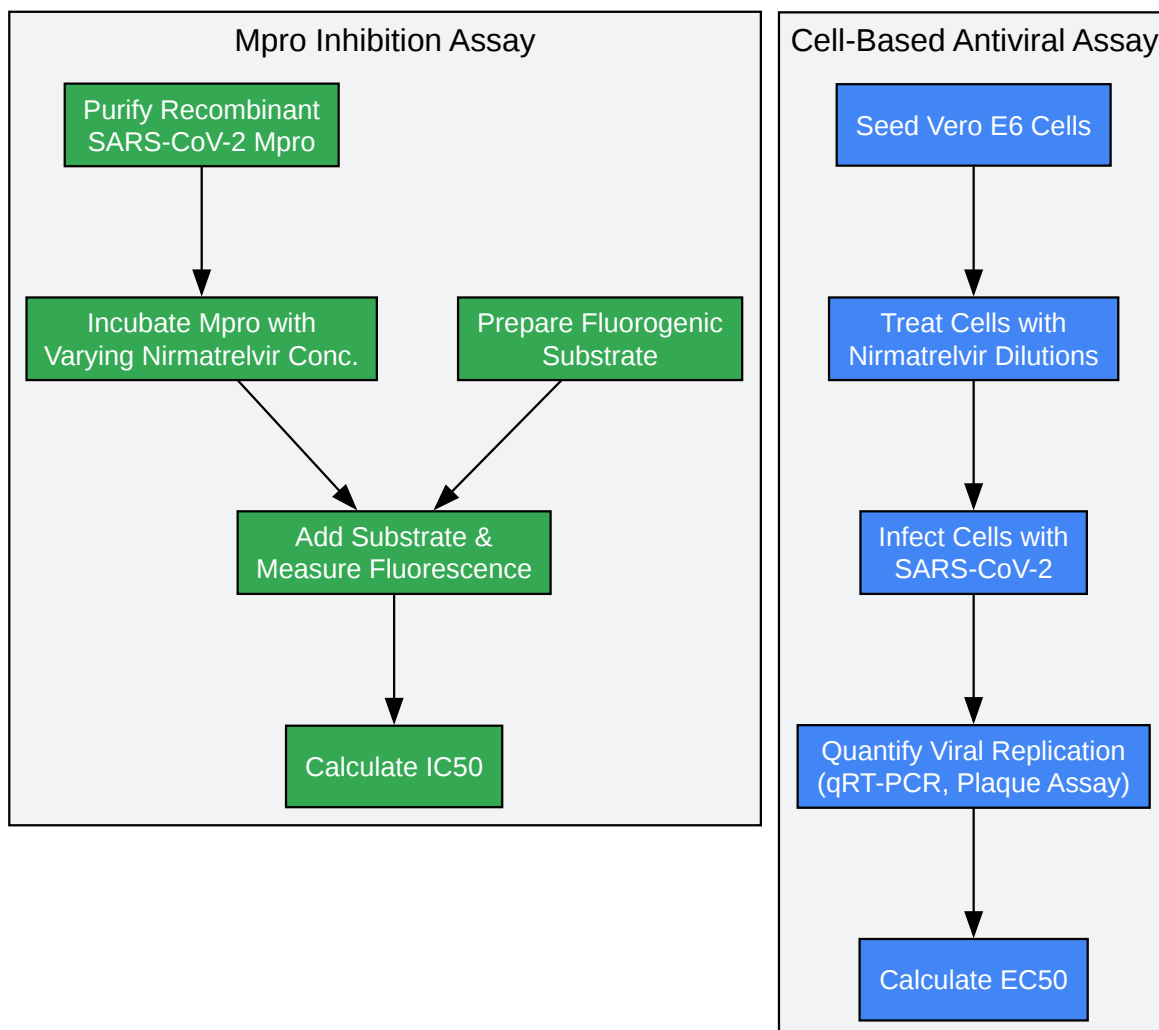 Mpro Inhibition Assay
Purify Recombinant
SARS-CoV-2 Mpro
Incubate Mpro with
Varying Nirmatrelvir Conc.
Prepare Fluorogenic
Substrate
Add Substrate &
Measure Fluorescence
Calculate IC50
Cell-Based Antiviral Assay
Seed Vero E6 Cells
Treat Cells with
Nirmatrelvir Dilutions
Infect Cells with
SARS-CoV-2
Quantify Viral Replication
(qRT-PCR, Plaque Assay)
Calculate EC50